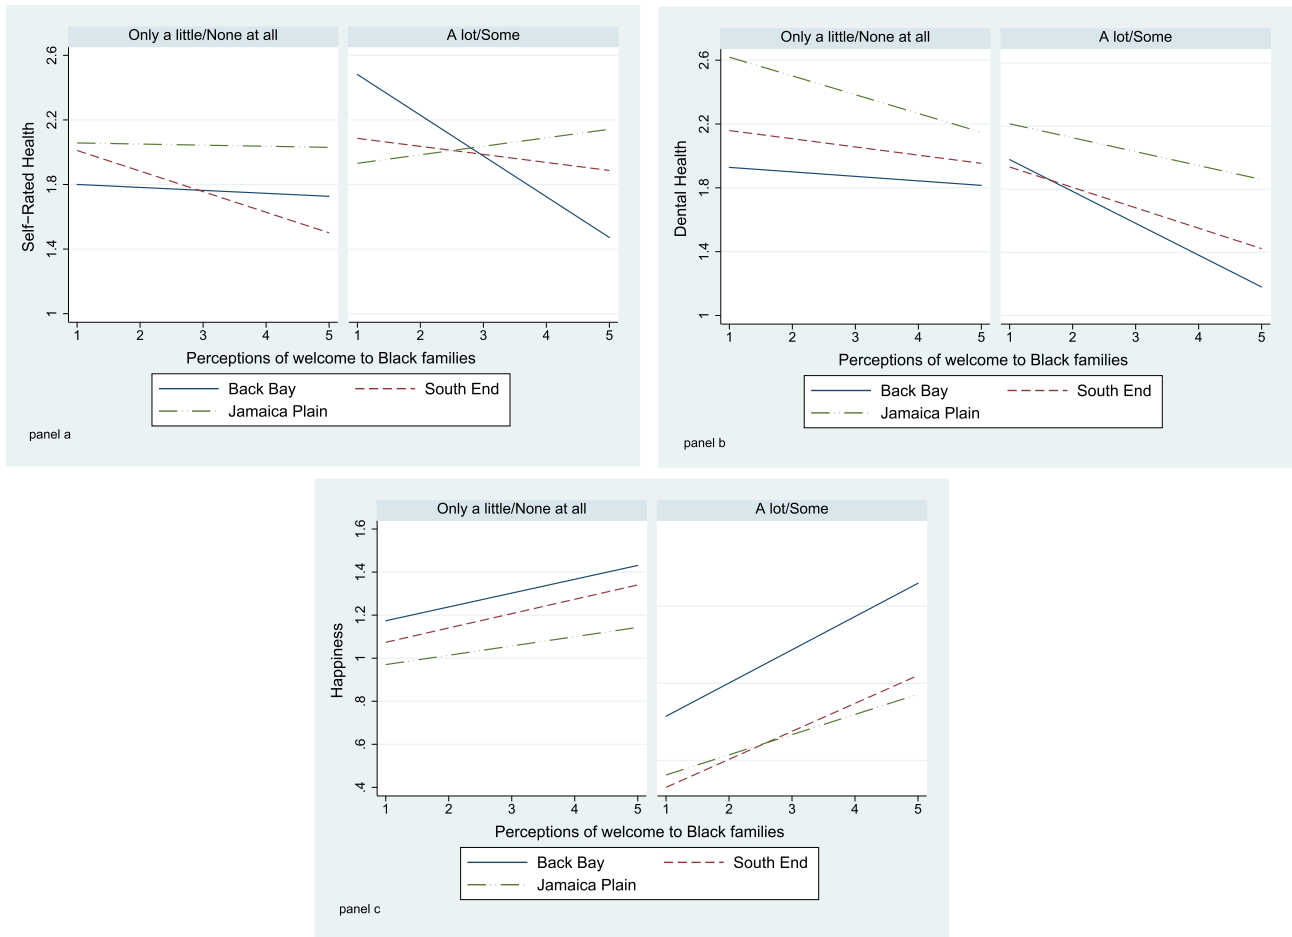 Only a little/None at all
A lot/Some
2.6
2.2
1.8
1.4
1
Self−Rated Health
1 2 3 4 5
1 2 3 4 5
Perceptions of welcome to Black families
Back Bay
South End
Jamaica Plain
panel a
Only a little/None at all
A lot/Some
2.6
2.2
1.8
1.4
1
Dental Health
1 2 3 4 5
1 2 3 4 5
Perceptions of welcome to Black families
Back Bay
South End
Jamaica Plain
panel b
Only a little/None at all
A lot/Some
1.6
1.4
1.2
1
.8
.6
.4
Happiness
1 2 3 4 5
1 2 3 4 5
Perceptions of welcome to Black families
Back Bay
South End
Jamaica Plain
panel c